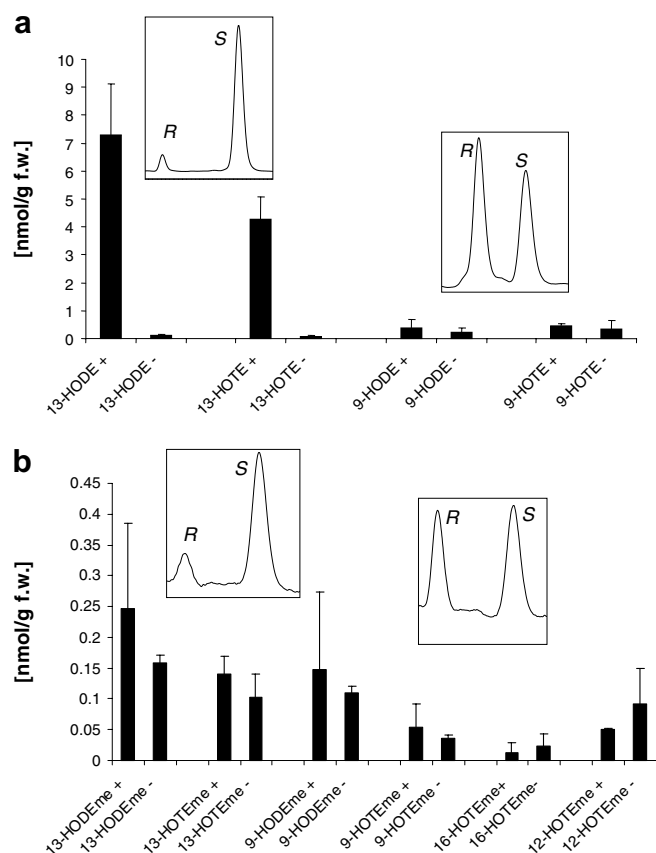 a
[nmol/g f.w.]
10
9
8
7
6
5
4
3
2
1
0
R
S
R
S
13-HODE +
13-HODE -
13-HOTE +
13-HOTE -
9-HODE +
9-HODE -
9-HOTE +
9-HOTE -
b
[nmol/g f.w.]
0.45
0.4
0.35
0.3
0.25
0.2
0.15
0.1
0.05
0
R
S
R
S
13-HODEme +
13-HODEme -
13-HOTEme +
13-HOTEme -
9-HODEme +
9-HODEme -
9-HOTEme +
9-HOTEme -
16-HOTEme+
16-HOTEme-
12-HOTEme +
12-HOTEme -